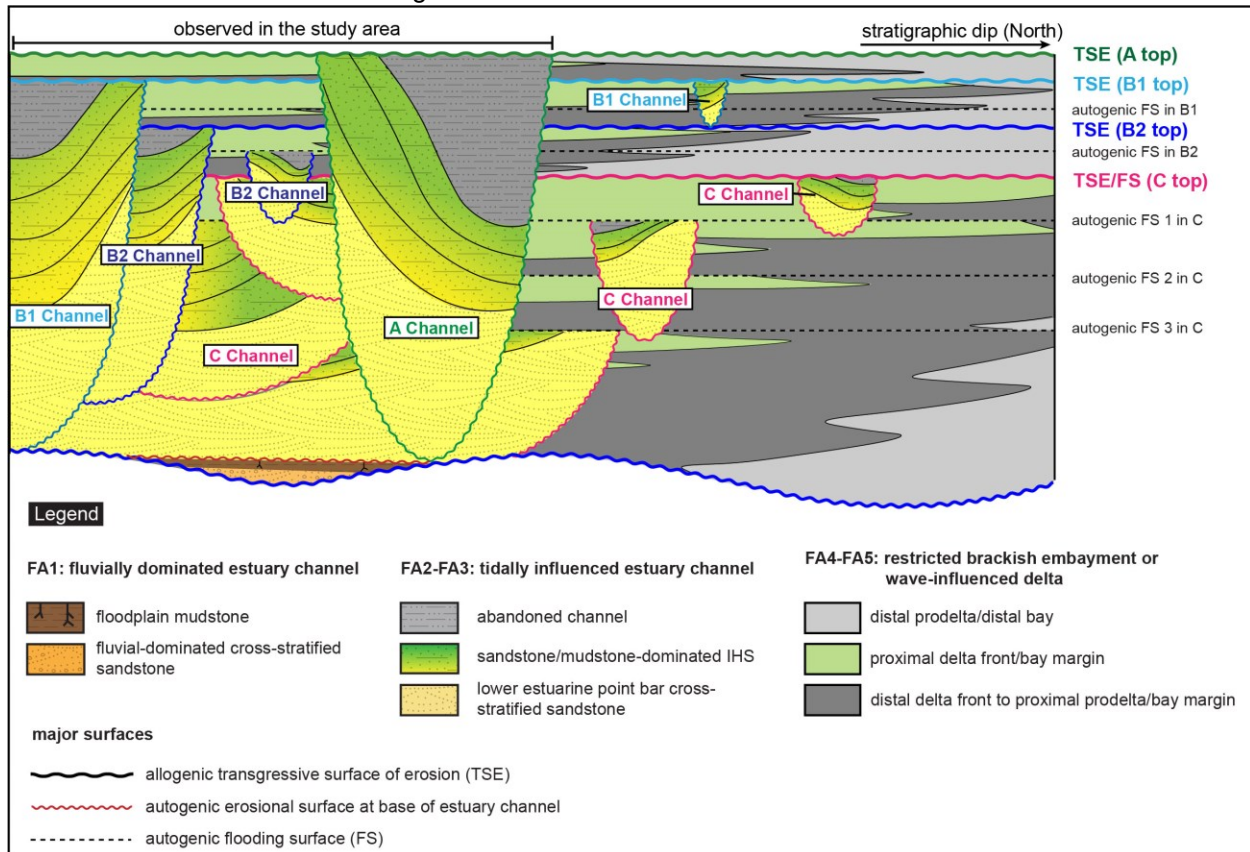 observed in the study area
stratigraphic dip (North)
TSE (A top)
TSE (B1 top)
B1 Channel
autogenic FS in B1
TSE (B2 top)
autogenic FS in B2
TSE/FS (C top)
B2 Channel
C Channel
autogenic FS 1 in C
B2 Channel
autogenic FS 2 in C
C Channel
B1 Channel
A Channel
autogenic FS 3 in C
C Channel
Legend
FA1: fluvially dominated estuary channel
floodplain mudstone
fluvial-dominated cross-stratified
sandstone
FA2-FA3: tidally influenced estuary channel
abandoned channel
sandstone/mudstone-dominated IHS
lower estuarine point bar cross-
stratified sandstone
FA4-FA5: restricted brackish embayment or
wave-influenced delta
distal prodelta/distal bay
proximal delta front/bay margin
distal delta front to proximal prodelta/bay margin
major surfaces
allogenic transgressive surface of erosion (TSE)
autogenic erosional surface at base of estuary channel
autogenic flooding surface (FS)